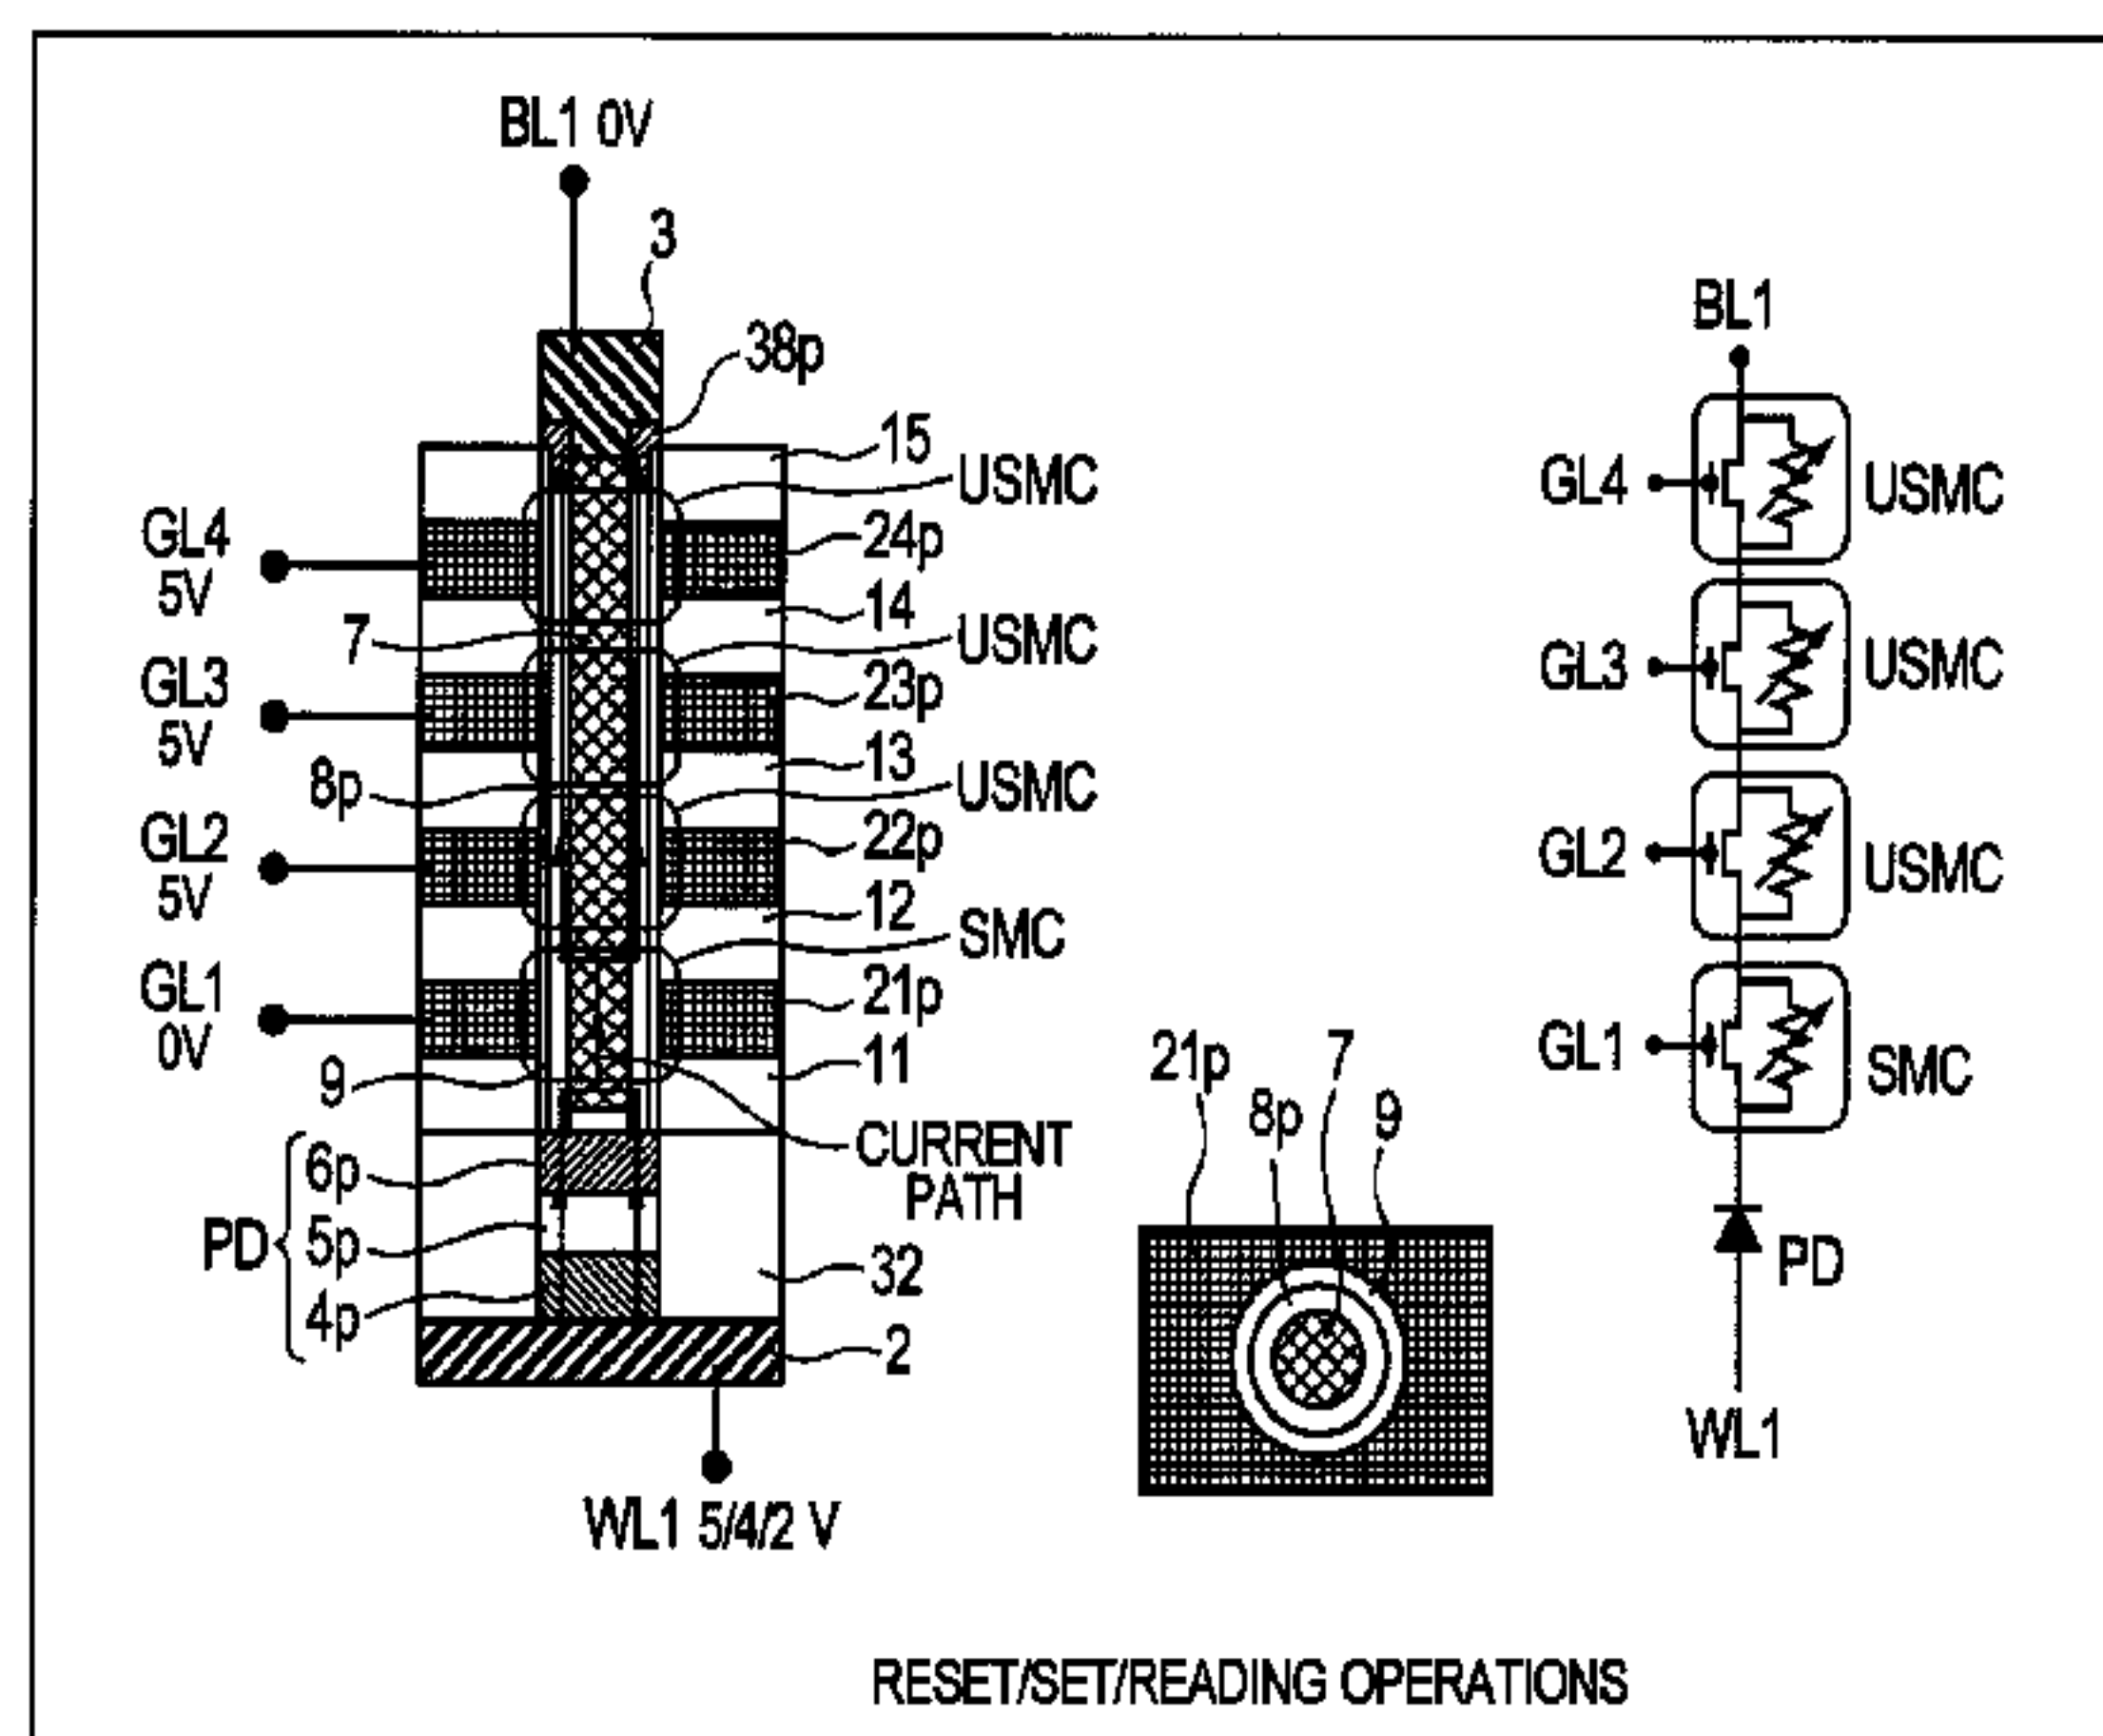 BL1 0V
3
38p
15
USMC
GL4
5V
24p
14
7
USMC
GL3
5V
23p
13
8p
USMC
GL2
5V
22p
12
SMC
GL1
0V
21p
11
9
CURRENT
PATH
PD
6p
5p
4p
32
2
WL1 5/4/2 V
21p
8p
7
9
BL1
GL4
USMC
GL3
USMC
GL2
USMC
GL1
SMC
PD
WL1
RESET/SET/READING OPERATIONS